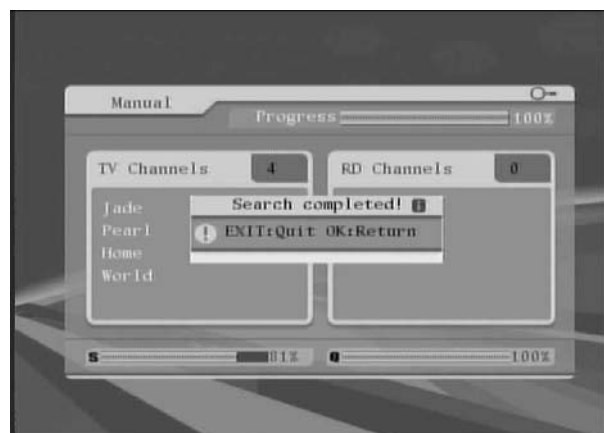 Manual
Progress 100%
TV Channels 4
RD Channels 0
Jade
Pearl
Home
World
Search completed!
EXIT:Quit OK:Return
S 81%
Q 100%